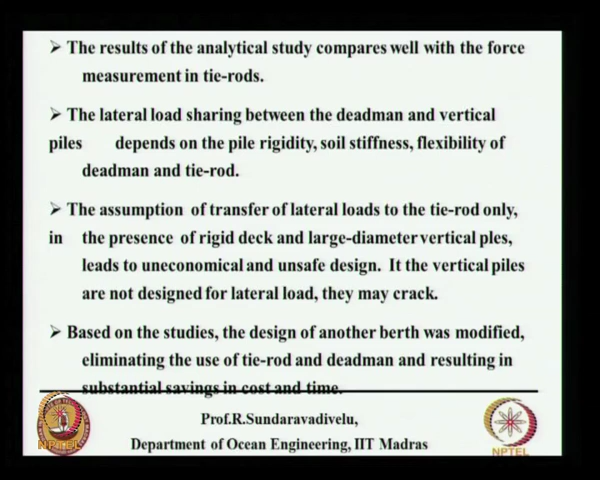 ➢ The results of the analytical study compares well with the force
measurement in tie-rods.
➢ The lateral load sharing between the deadman and vertical
piles depends on the pile rigidity, soil stiffness, flexibility of
deadman and tie-rod.
➢ The assumption of transfer of lateral loads to the tie-rod only,
in the presence of rigid deck and large-diameter vertical ples,
leads to uneconomical and unsafe design. It the vertical piles
are not designed for lateral load, they may crack.
➢ Based on the studies, the design of another berth was modified,
eliminating the use of tie-rod and deadman and resulting in
substantial savings in cost and time.
Prof.R.Sundaravadivelu,
Department of Ocean Engineering, IIT Madras
NPTEL
NPTEL